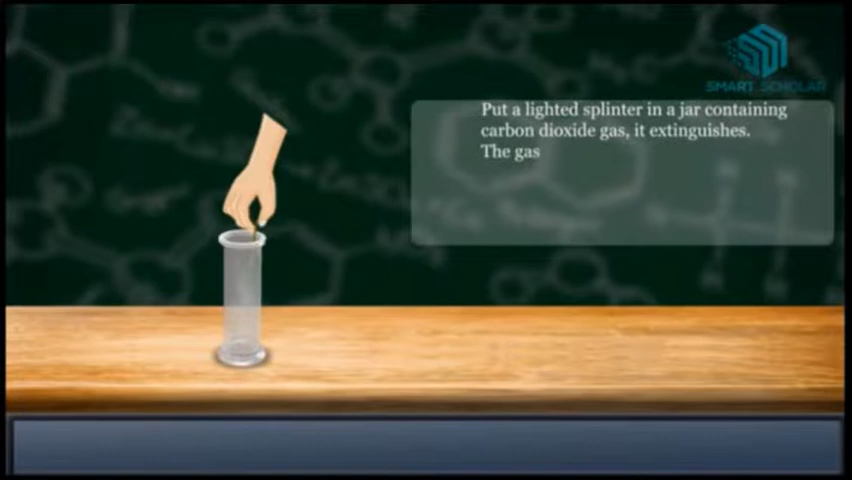 SMART SCHOLAR
Put a lighted splinter in a jar containing
carbon dioxide gas, it extinguishes.
The gas